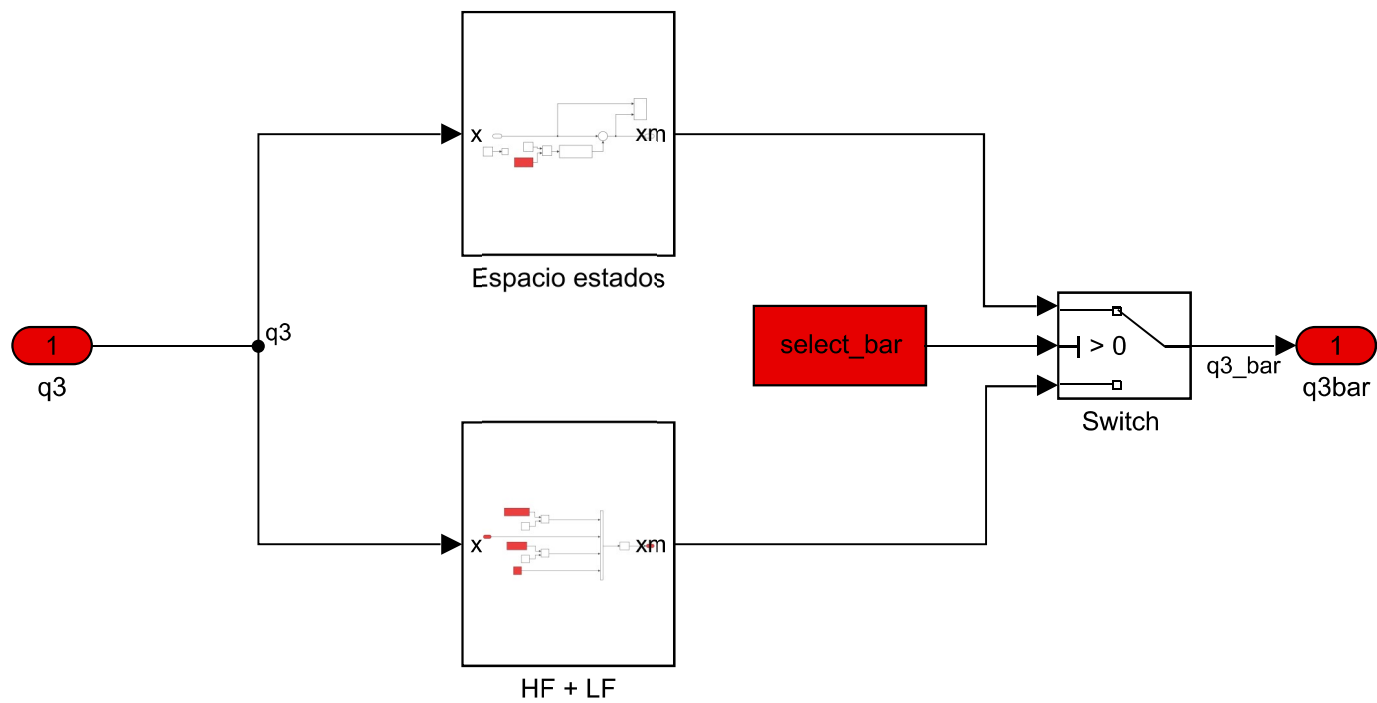 x
xm
Espacio estados
1
q3
q3
select_bar
> 0
Switch
q3_bar
1
q3bar
x
xm
HF + LF